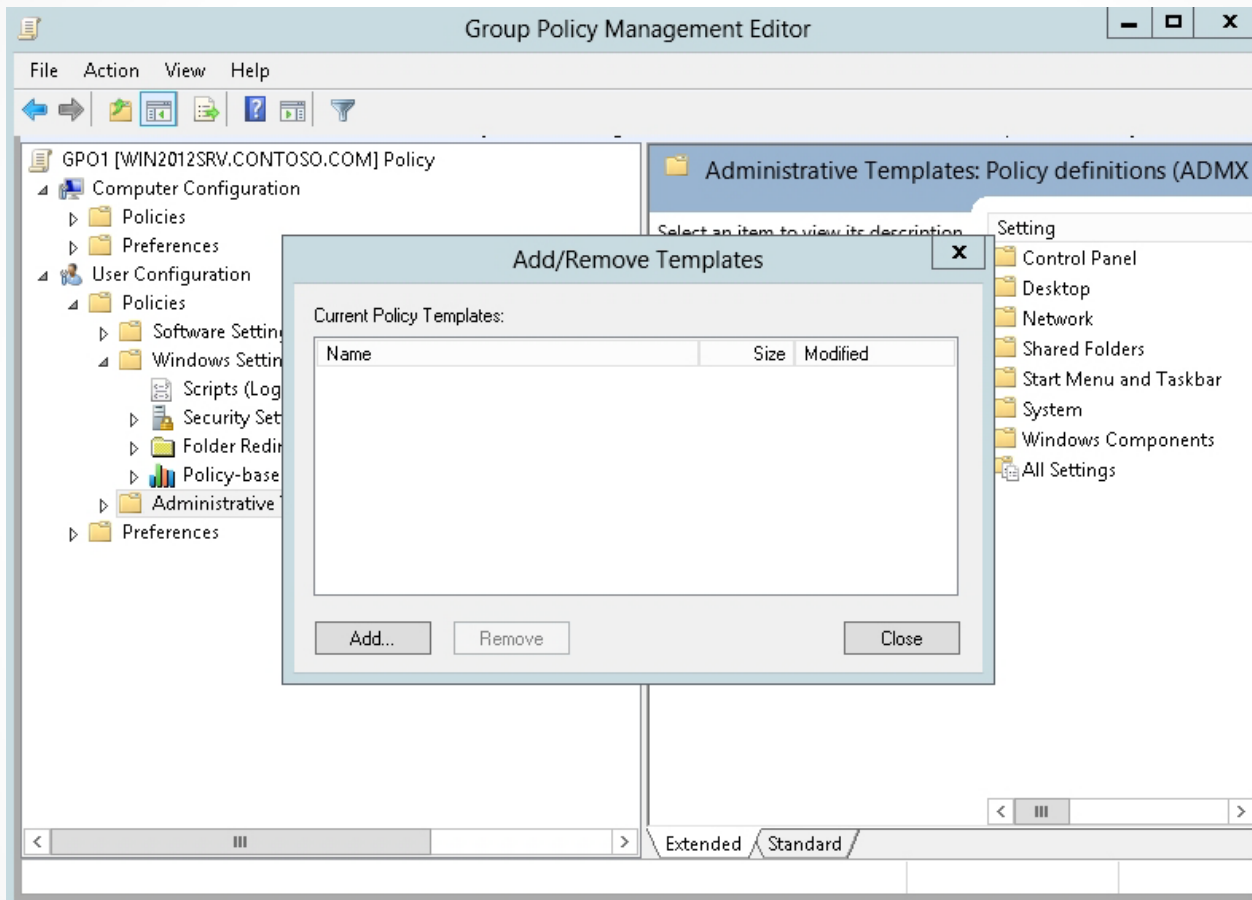 Group Policy Management Editor
File Action View Help
GPO1 [WIN2012SRV.CONTOSO.COM] Policy
Computer Configuration
Policies
Preferences
User Configuration
Policies
Software Settin
Windows Settin
Scripts (Log
Security Set
Folder Redir
Policy-base
Administrative
Preferences
Administrative Templates: Policy definitions (ADMX
Select an item to view its description
Setting
Control Panel
Desktop
Network
Shared Folders
Start Menu and Taskbar
System
Windows Components
All Settings
Extended Standard
Add/Remove Templates
Current Policy Templates:
Name Size Modified
Add... Remove Close